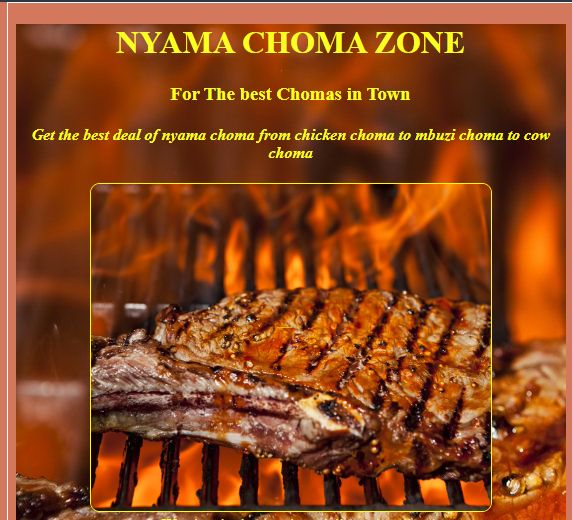 NYAMA CHOMA ZONE
For The best Chomas in Town
Get the best deal of nyama choma from chicken choma to mbuzi choma to cow
choma